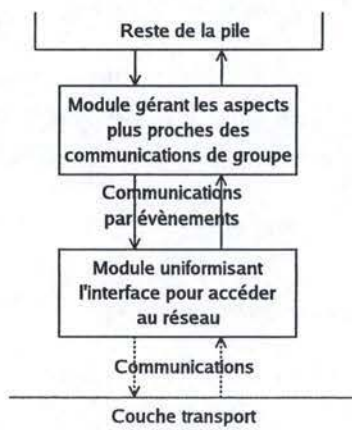 Reste de la pile
Module gérant les aspects
plus proches des
communications de groupe
Communications
par évènements
Module uniformisant
l'interface pour accéder
au réseau
Communications
Couche transport